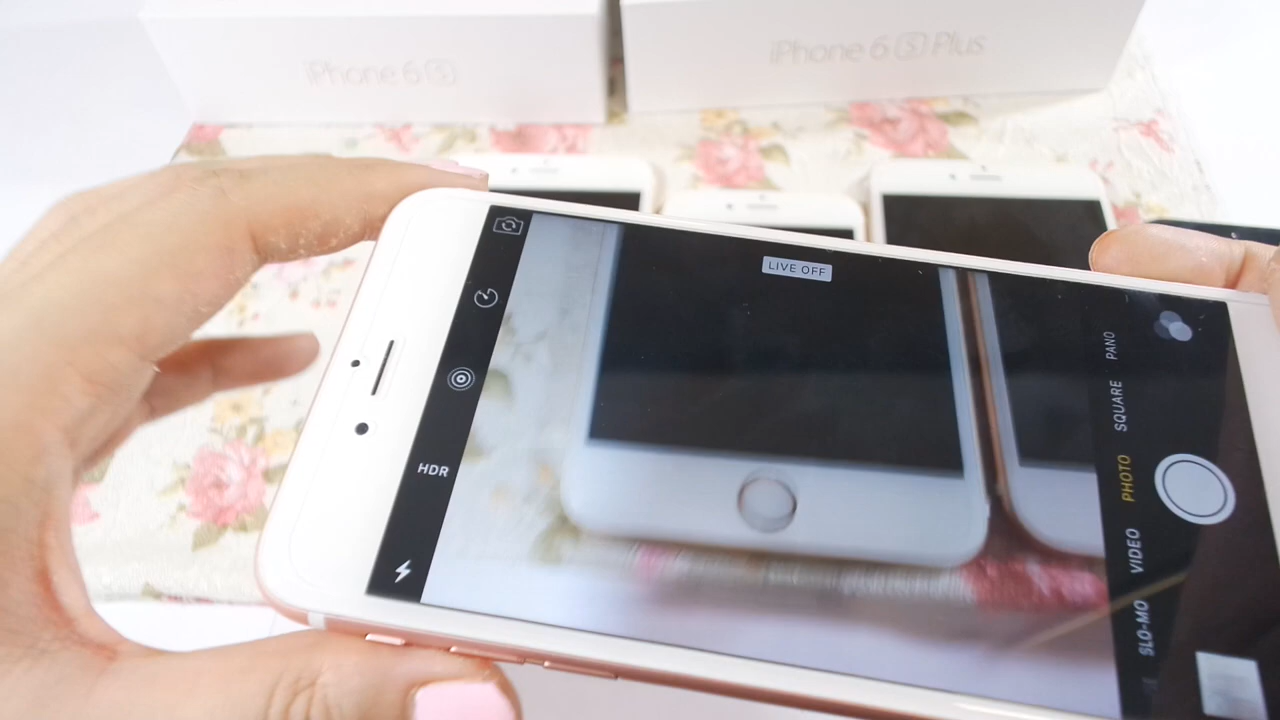 iPhone 6s
iPhone 6s Plus
LIVE OFF
HDR
PANO
SQUARE
PHOTO
VIDEO
SLO-MO